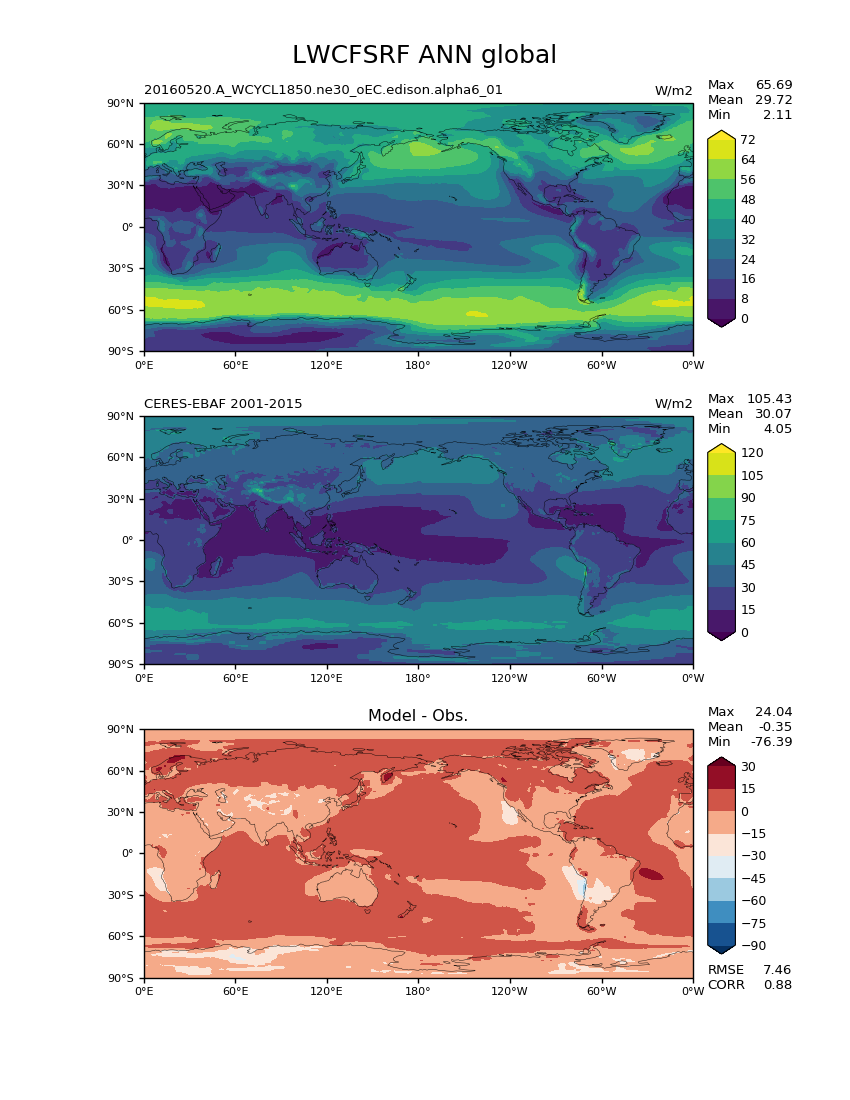 LWCFSRF ANN global
20160520.A_WCYCL1850.ne30_oEC.edison.alpha6_01 W/m2
Max 65.69
Mean 29.72
Min 2.11
90°N
60°N
30°N
0°
30°S
60°S
90°S
0°E 60°E 120°E 180° 120°W 60°W 0°W
72
64
56
48
40
32
24
16
8
0
CERES-EBAF 2001-2015 W/m2
Max 105.43
Mean 30.07
Min 4.05
90°N
60°N
30°N
0°
30°S
60°S
90°S
0°E 60°E 120°E 180° 120°W 60°W 0°W
120
105
90
75
60
45
30
15
0
Model - Obs.
Max 24.04
Mean -0.35
Min -76.39
90°N
60°N
30°N
0°
30°S
60°S
90°S
0°E 60°E 120°E 180° 120°W 60°W 0°W
30
15
0
−15
−30
−45
−60
−75
−90
RMSE 7.46
CORR 0.88